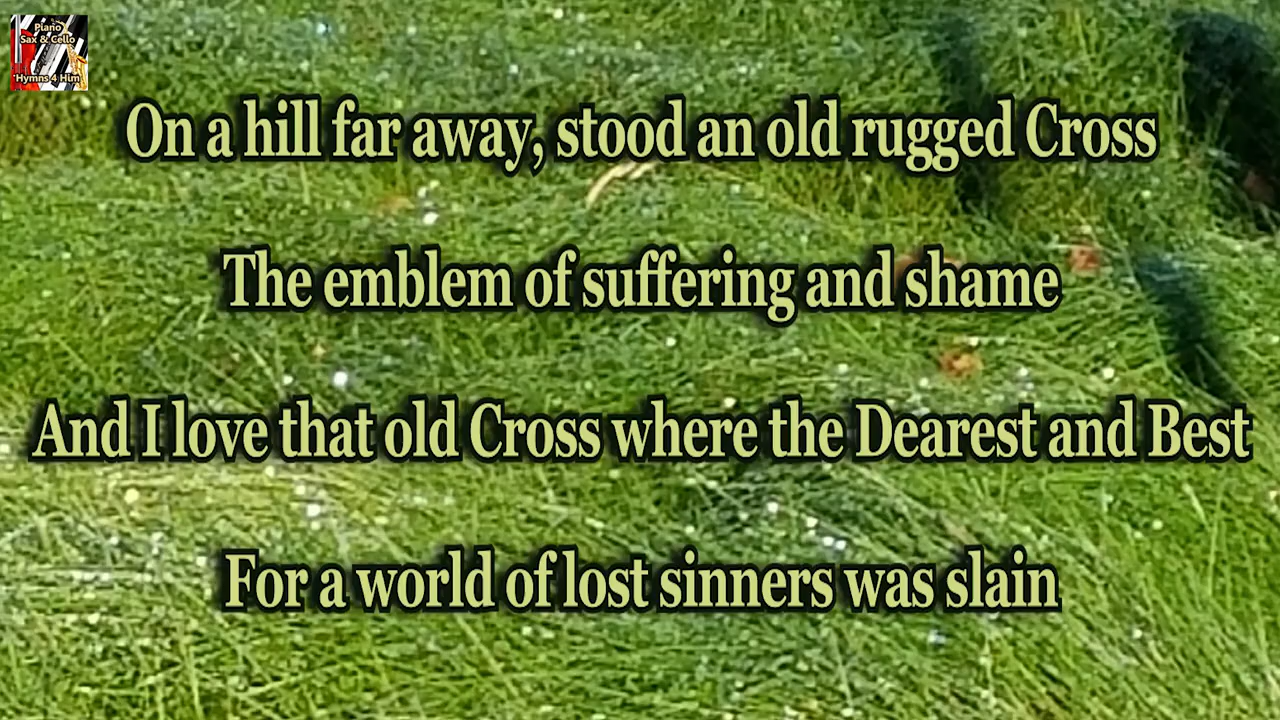 Piano
Sax & Cello
Hymns 4 Him
On a hill far away, stood an old rugged Cross
The emblem of suffering and shame
And I love that old Cross where the Dearest and Best
For a world of lost sinners was slain